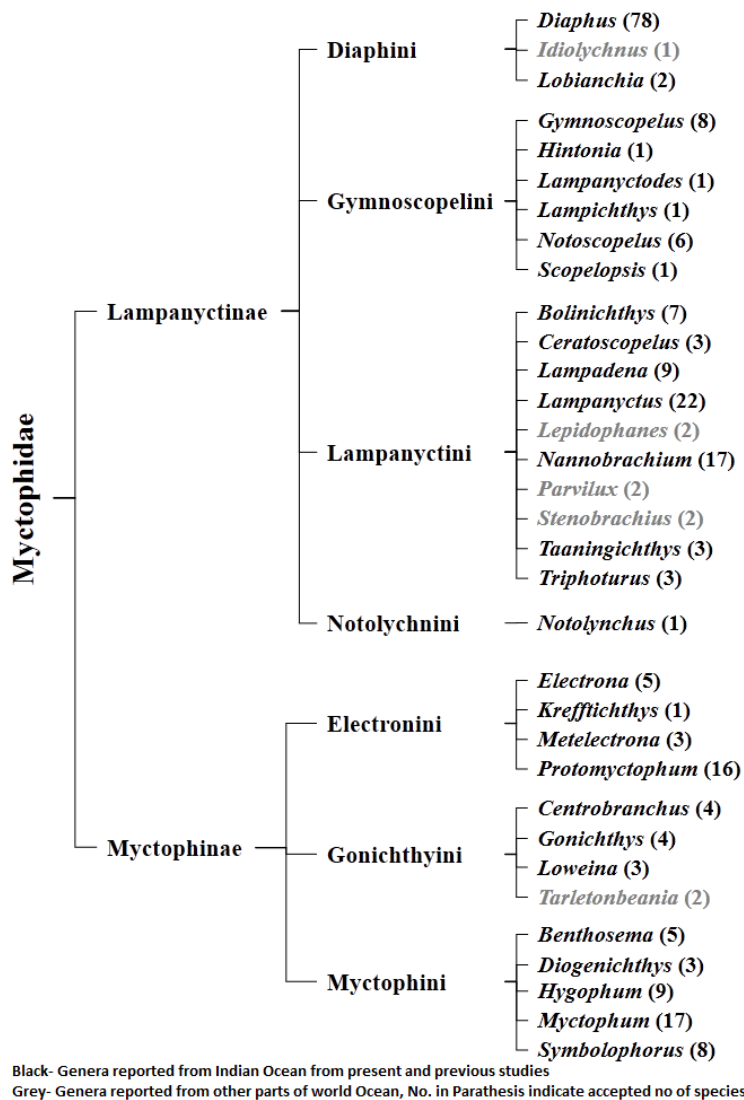 Diaphus (78)
Diaphini
Idiolychnus (1)
Lobianchia (2)
Gymnoscopelus (8)
Hintonia (1)
Lampanyctodes (1)
Gymnoscopelini
Lampichthys (1)
Notoscopelus (6)
Scopelopsis (1)
Lampanyctinae
Bolinichthys (7)
Ceratoscopelus (3)
Lampadena (9)
Lampanyctus (22)
Lepidophanes (2)
Lampanyctini
Nannobrachium (17)
Parvilux (2)
Stenobrachius (2)
Taaningichthys (3)
Triphoturus (3)
Myctophidae
Notolychnini
Notolynchus (1)
Electrona (5)
Electronini
Krefftichthys (1)
Metelectrona (3)
Protomyctophum (16)
Myctophinae
Centrobranchus (4)
Gonichthys (4)
Gonichthyini
Loweina (3)
Tarletonbeania (2)
Benthosema (5)
Diogenichthys (3)
Myctophini
Hygophum (9)
Myctophum (17)
Symbolophorus (8)
Black- Genera reported from Indian Ocean from present and previous studies
Grey- Genera reported from other parts of world Ocean, No. in Parathesis indicate accepted no of species